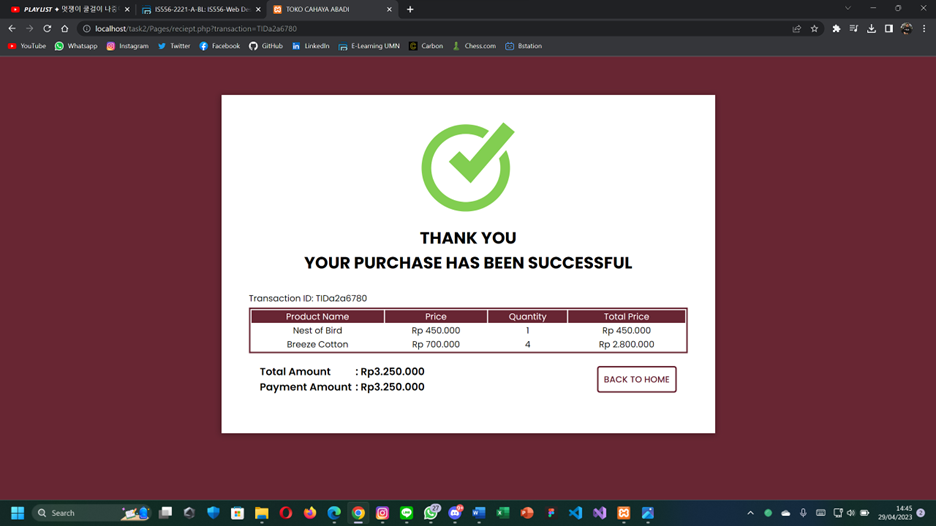 PLAYLIST ✦ 멋쟁이 쿨걸이 나중
IS556-2221-A-BL: IS556-Web De
TOKO CAHAYA ABADI
localhost/task2/Pages/reciept.php?transaction=TIDa2a6780
YouTube Whatsapp Instagram Twitter Facebook GitHub LinkedIn E-Learning UMN Carbon Chess.com Bstation
THANK YOU
YOUR PURCHASE HAS BEEN SUCCESSFUL
Transaction ID: TIDa2a6780
Product Name Price Quantity Total Price
Nest of Bird Rp 450.000 1 Rp 450.000
Breeze Cotton Rp 700.000 4 Rp 2.800.000
Total Amount : Rp3.250.000
Payment Amount : Rp3.250.000
BACK TO HOME
Search
14:45
29/04/2023
2